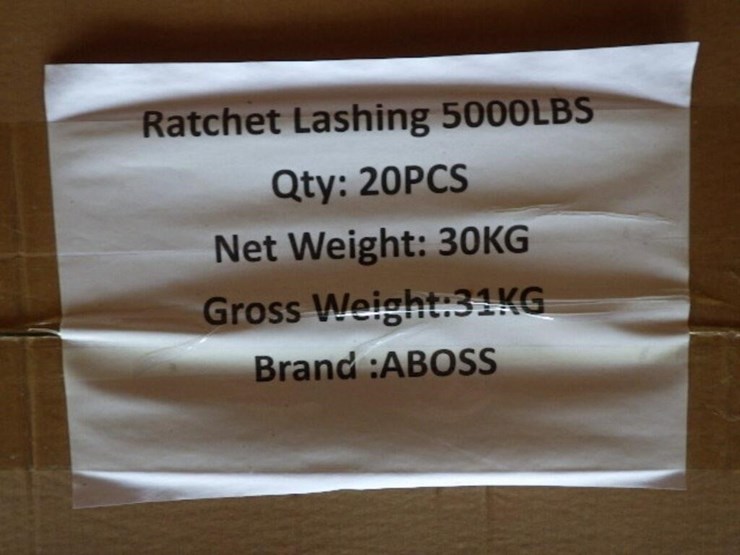 Ratchet Lashing 5000LBS
Qty: 20PCS
Net Weight: 30KG
Gross Weight:31KG
Brand :ABOSS